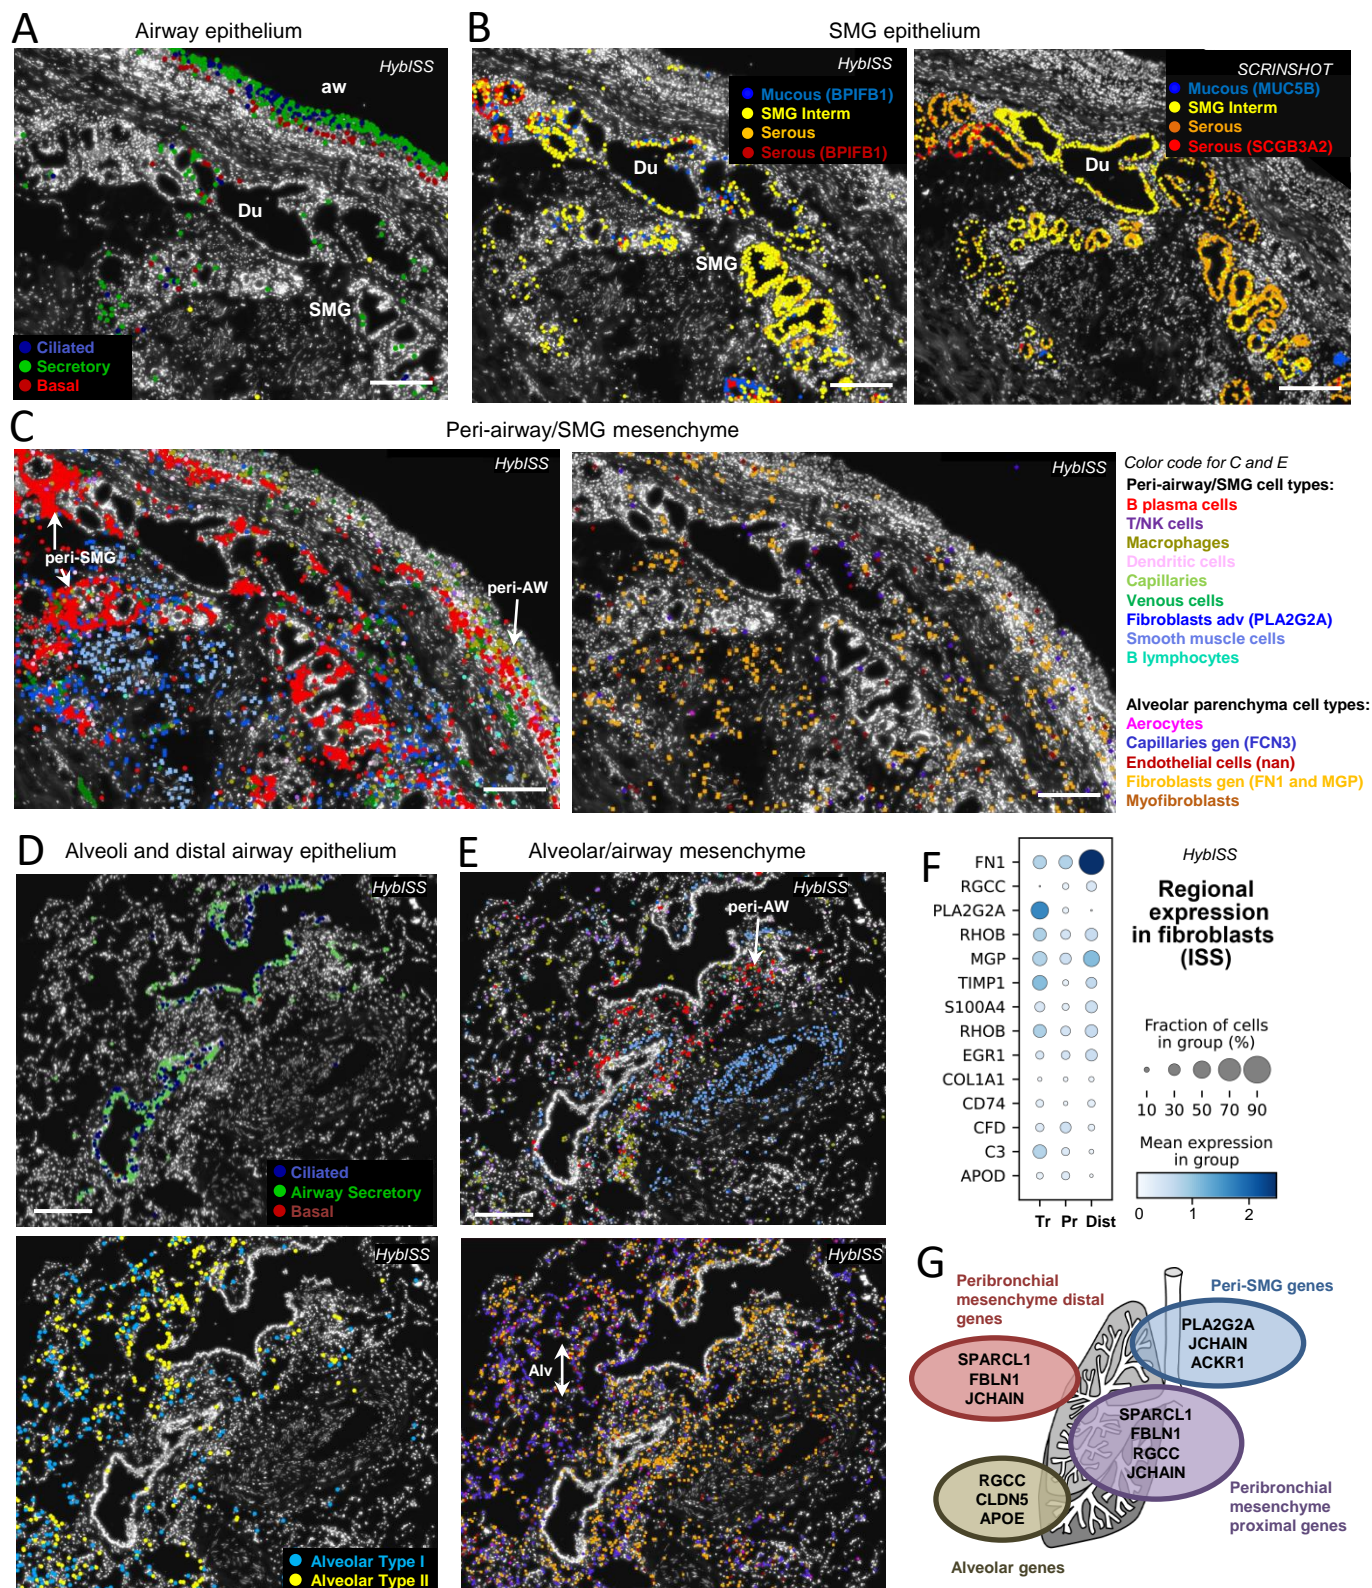 A
Airway epithelium
HybISS
aw
Du
SMG
Ciliated
Secretory
Basal
B
SMG epithelium
HybISS
Mucous (BPIFB1)
SMG Interm
Serous
Serous (BPIFB1)
Du
SMG
SCRINSHOT
Mucous (MUC5B)
SMG Interm
Serous
Serous (SCGB3A2)
Du
C
Peri-airway/SMG mesenchyme
HybISS
peri-SMG
peri-AW
HybISS
Color code for C and E
Peri-airway/SMG cell types:
B plasma cells
T/NK cells
Macrophages
Dendritic cells
Capillaries
Venous cells
Fibroblasts adv (PLA2G2A)
Smooth muscle cells
B lymphocytes
Alveolar parenchyma cell types:
Aerocytes
Capillaries gen (FCN3)
Endothelial cells (nan)
Fibroblasts gen (FN1 and MGP)
Myofibroblasts
D
Alveoli and distal airway epithelium
HybISS
Ciliated
Airway Secretory
Basal
HybISS
Alveolar Type I
Alveolar Type II
E
Alveolar/airway mesenchyme
HybISS
peri-AW
HybISS
Alv
F
FN1
RGCC
PLA2G2A
RHOB
MGP
TIMP1
S100A4
RHOB
EGR1
COL1A1
CD74
CFD
C3
APOD
Tr Pr Dist
HybISS
Regional
expression
in fibroblasts
(ISS)
Fraction of cells
in group (%)
10 30 50 70 90
Mean expression
in group
0 1 2
G
Peribronchial
mesenchyme distal
genes
Peri-SMG genes
PLA2G2A
JCHAIN
ACKR1
SPARCL1
FBLN1
JCHAIN
SPARCL1
FBLN1
RGCC
JCHAIN
RGCC
CLDN5
APOE
Peribronchial
mesenchyme
proximal genes
Alveolar genes